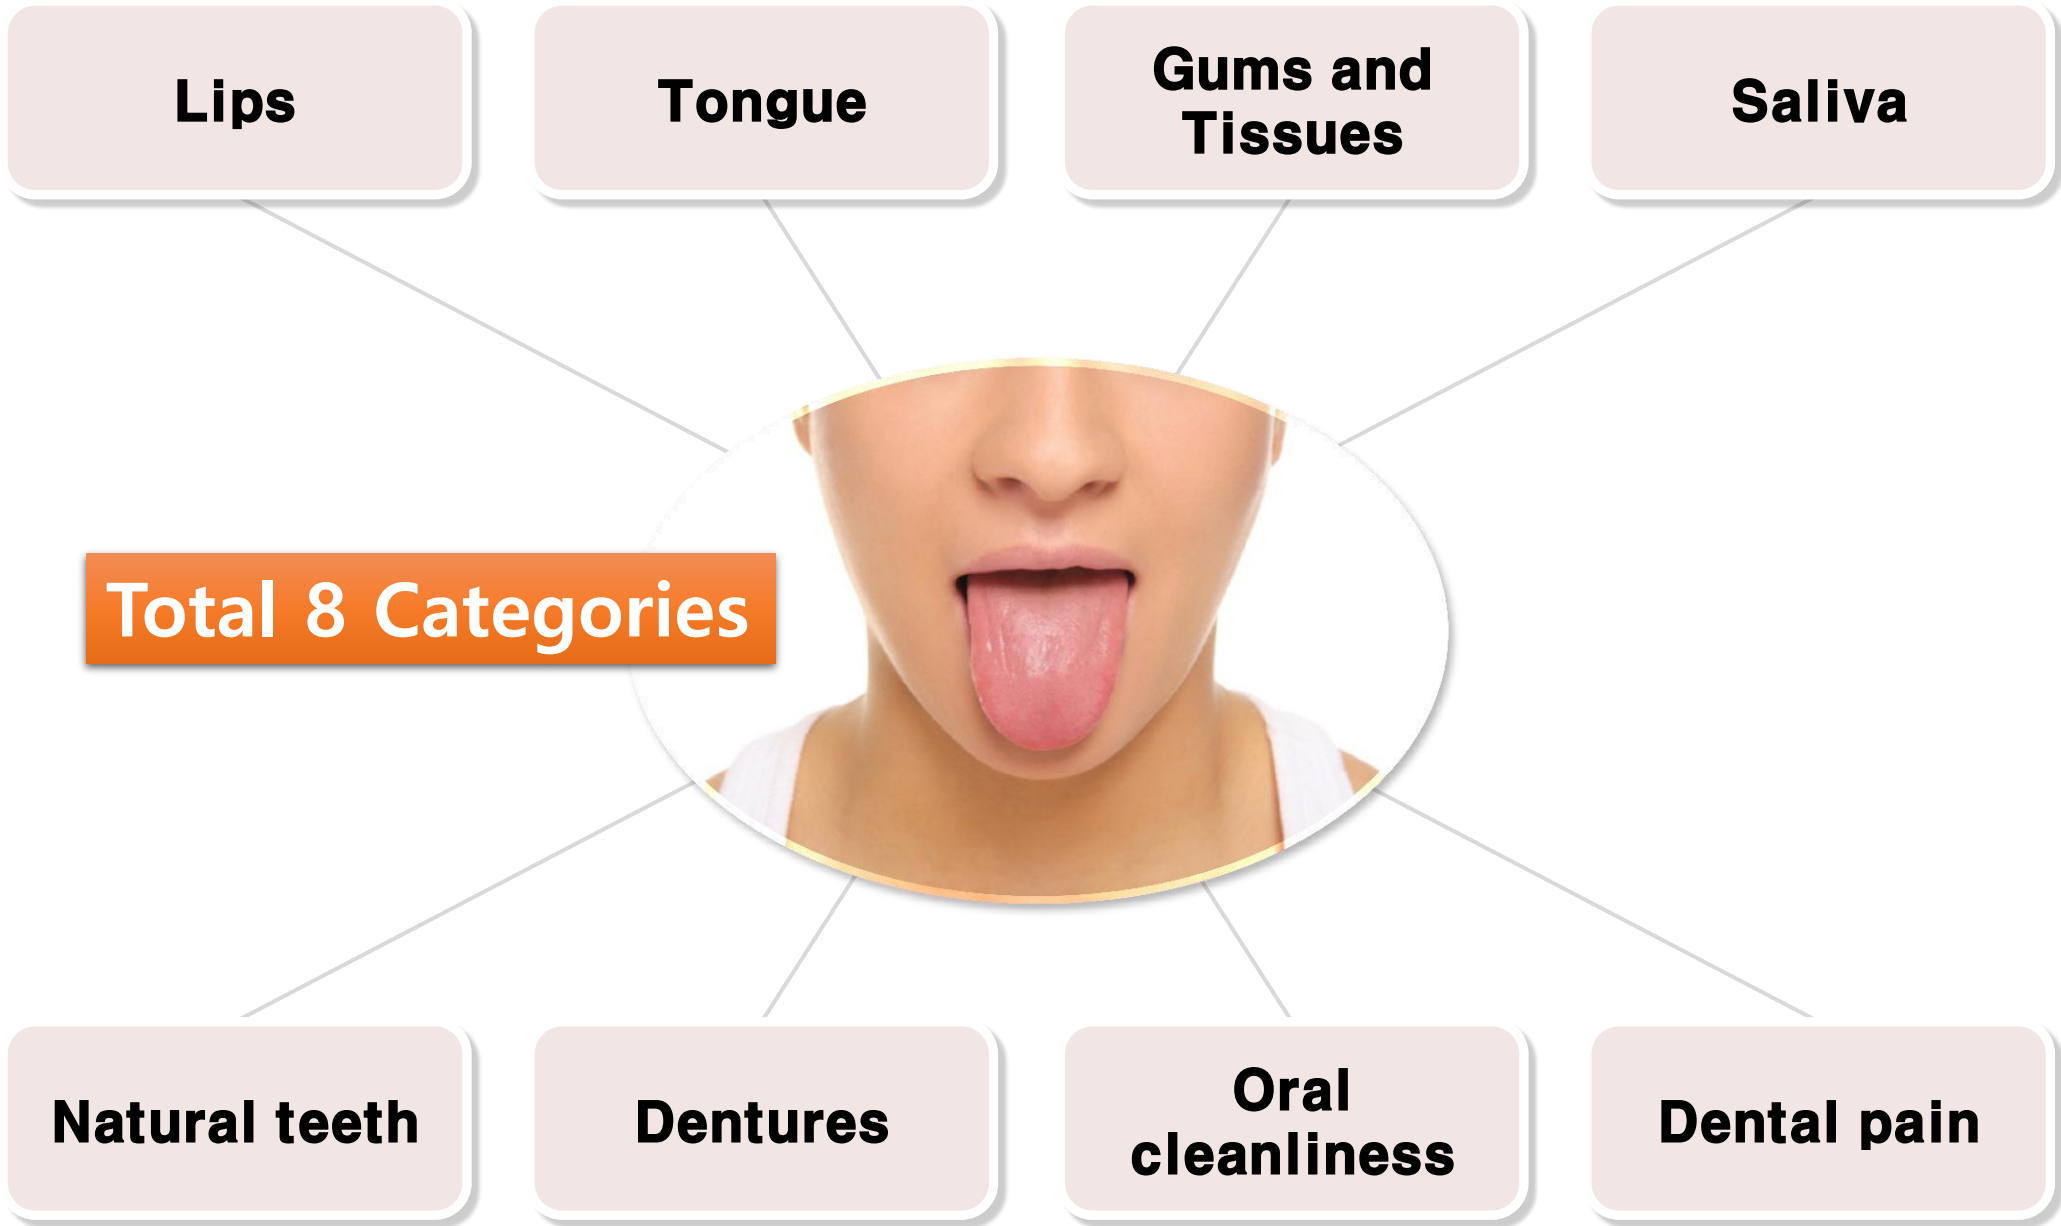 Lips
Tongue
Gums and
Tissues
Saliva
Total 8 Categories
Natural teeth
Dentures
Oral
cleanliness
Dental pain